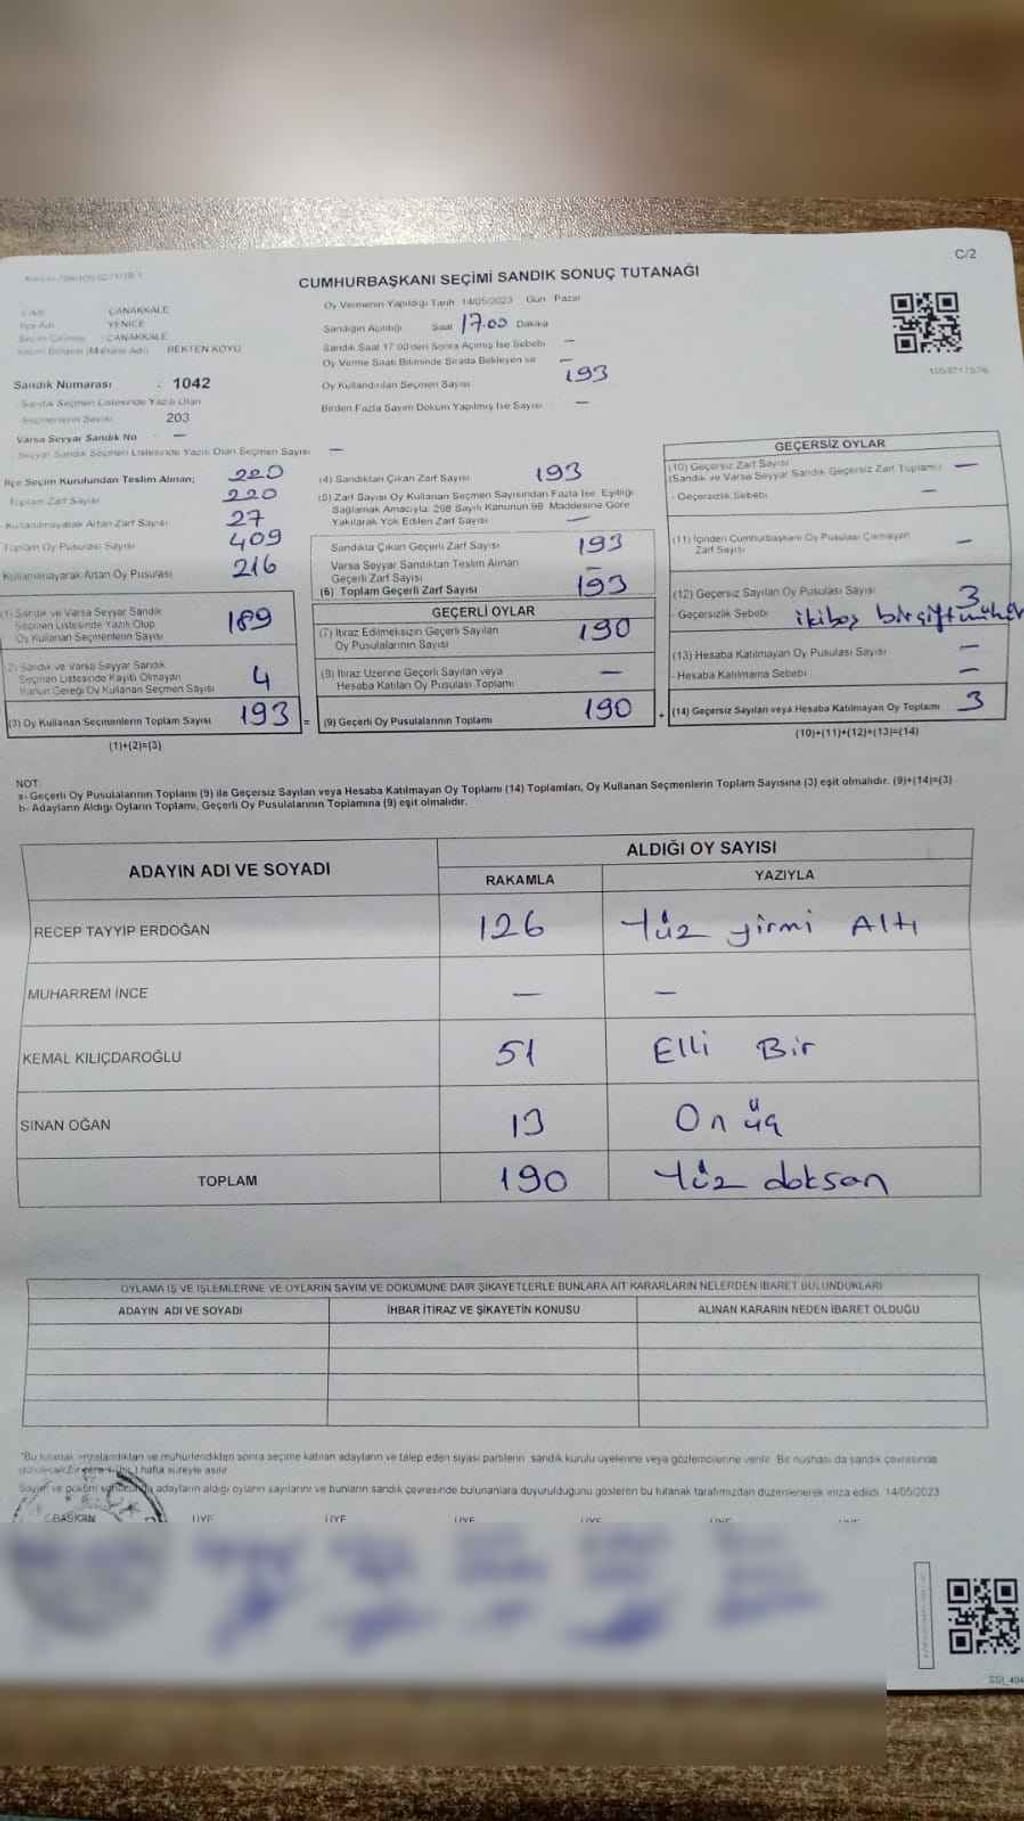 C/2
CUMHURBAŞKANI SEÇİMİ SANDIK SONUÇ TUTANAĞI
ÇANAKKALE
YENİCE
ÇANAKKALE
BEKTEN KÖYÜ
Oy Vermenin Yapıldığı Tarih: 14/05/2023 Gün: Pazar
Sandığın Açıldığı Saat 17.00 Dakika
Sandık Saat 17:00'den Sonra Açılmış İse Sebebi —
Oy Verme Saati Bitiminde Sırada Bekleyen —
Sandık Numarası : 1042
Oy Kullandırılan Seçmen Sayısı 193
Sandık Seçmen Listesinde Yazılı Olan
Seçmenlerin Sayısı 203
Birden Fazla Sayım Döküm Yapılmış İse Sayısı —
Varsa Seyyar Sandık No —
Seyyar Sandık Seçmen Listesinde Yazılı Olan Seçmen Sayısı —
İlçe Seçim Kurulundan Teslim Alınan; 220
Toplam Zarf Sayısı 220
Kullanılmayarak Artan Zarf Sayısı 27
Toplam Oy Pusulası Sayısı 409
Kullanılmayarak Artan Oy Pusulası 216
(1) Sandık ve Varsa Seyyar Sandık
Seçmen Listesinde Yazılı Olup
Oy Kullanan Seçmenlerin Sayısı 189
(2) Sandık ve Varsa Seyyar Sandık
Seçmen Listesinde Kayıtlı Olmayan
Kanun Gereği Oy Kullanan Seçmen Sayısı 4
(3) Oy Kullanan Seçmenlerin Toplam Sayısı 193 =
(1)+(2)=(3)
(4) Sandıktan Çıkan Zarf Sayısı 193
(5) Zarf Sayısı Oy Kullanan Seçmen Sayısından Fazla İse, Eşitliği
Sağlamak Amacıyla; 298 Sayılı Kanunun 98. Maddesine Göre
Yakılarak Yok Edilen Zarf Sayısı —
Sandıkta Çıkan Geçerli Zarf Sayısı 193
Varsa Seyyar Sandıktan Teslim Alınan
Geçerli Zarf Sayısı —
(6) Toplam Geçerli Zarf Sayısı 193
GEÇERLİ OYLAR
(7) İtiraz Edilmeksizin Geçerli Sayılan
Oy Pusulalarının Sayısı 190
(8) İtiraz Üzerine Geçerli Sayılan veya
Hesaba Katılan Oy Pusulası Toplamı —
(9) Geçerli Oy Pusulalarının Toplamı 190 +
GEÇERSİZ OYLAR
(10) Geçersiz Zarf Sayısı
(Sandık ve Varsa Seyyar Sandık Geçersiz Zarf Toplamı) —
- Geçersizlik Sebebi —
(11) İçinden Cumhurbaşkanı Oy Pusulası Çıkmayan
Zarf Sayısı —
(12) Geçersiz Sayılan Oy Pusulası Sayısı 3
- Geçersizlik Sebebi ikiboş birçift mühür
(13) Hesaba Katılmayan Oy Pusulası Sayısı —
- Hesaba Katılmama Sebebi —
(14) Geçersiz Sayılan veya Hesaba Katılmayan Oy Toplamı 3
(10)+(11)+(12)+(13)=(14)
NOT:
a- Geçerli Oy Pusulalarının Toplamı (9) ile Geçersiz Sayılan veya Hesaba Katılmayan Oy Toplamı (14) Toplamları, Oy Kullanan Seçmenlerin Toplam Sayısına (3) eşit olmalıdır. (9)+(14)=(3)
b- Adayların Aldığı Oyların Toplamı, Geçerli Oy Pusulalarının Toplamına (9) eşit olmalıdır.
ADAYIN ADI VE SOYADI
ALDIĞI OY SAYISI
RAKAMLA YAZIYLA
RECEP TAYYİP ERDOĞAN 126 Yüz yirmi Altı
MUHARREM İNCE — —
KEMAL KILIÇDAROĞLU 51 Elli Bir
SİNAN OĞAN 13 On üç
TOPLAM 190 Yüz doksan
OYLAMA İŞ VE İŞLEMLERİNE VE OYLARIN SAYIM VE DÖKÜMÜNE DAİR ŞİKAYETLERLE BUNLARA AİT KARARLARIN NELERDEN İBARET BULUNDUKLARI
ADAYIN ADI VE SOYADI İHBAR İTİRAZ VE ŞİKAYETİN KONUSU ALINAN KARARIN NEDEN İBARET OLDUĞU
"Bu tutanak imzalandıktan ve mühürlendikten sonra seçime katılan adayların ve talep eden siyasi partilerin sandık kurulu üyelerine veya gözlemcilerine verilir. Bir nüshası da sandık çevresinde
hafta süreyle asılır.
adayların aldığı oyların sayılarını ve bunların sandık çevresinde bulunanlara duyurulduğunu gösteren bu tutanak tarafımızdan düzenlenerek imza edildi. 14/05/2023
BAŞKAN ÜYE ÜYE ÜYE ÜYE